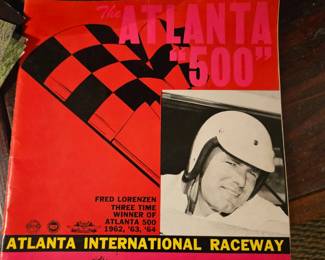 The
ATLANTA
"500"
FRED LORENZEN
THREE TIME
WINNER OF
ATLANTA 500
1962, '63, '64
ATLANTA INTERNATIONAL RACEWAY